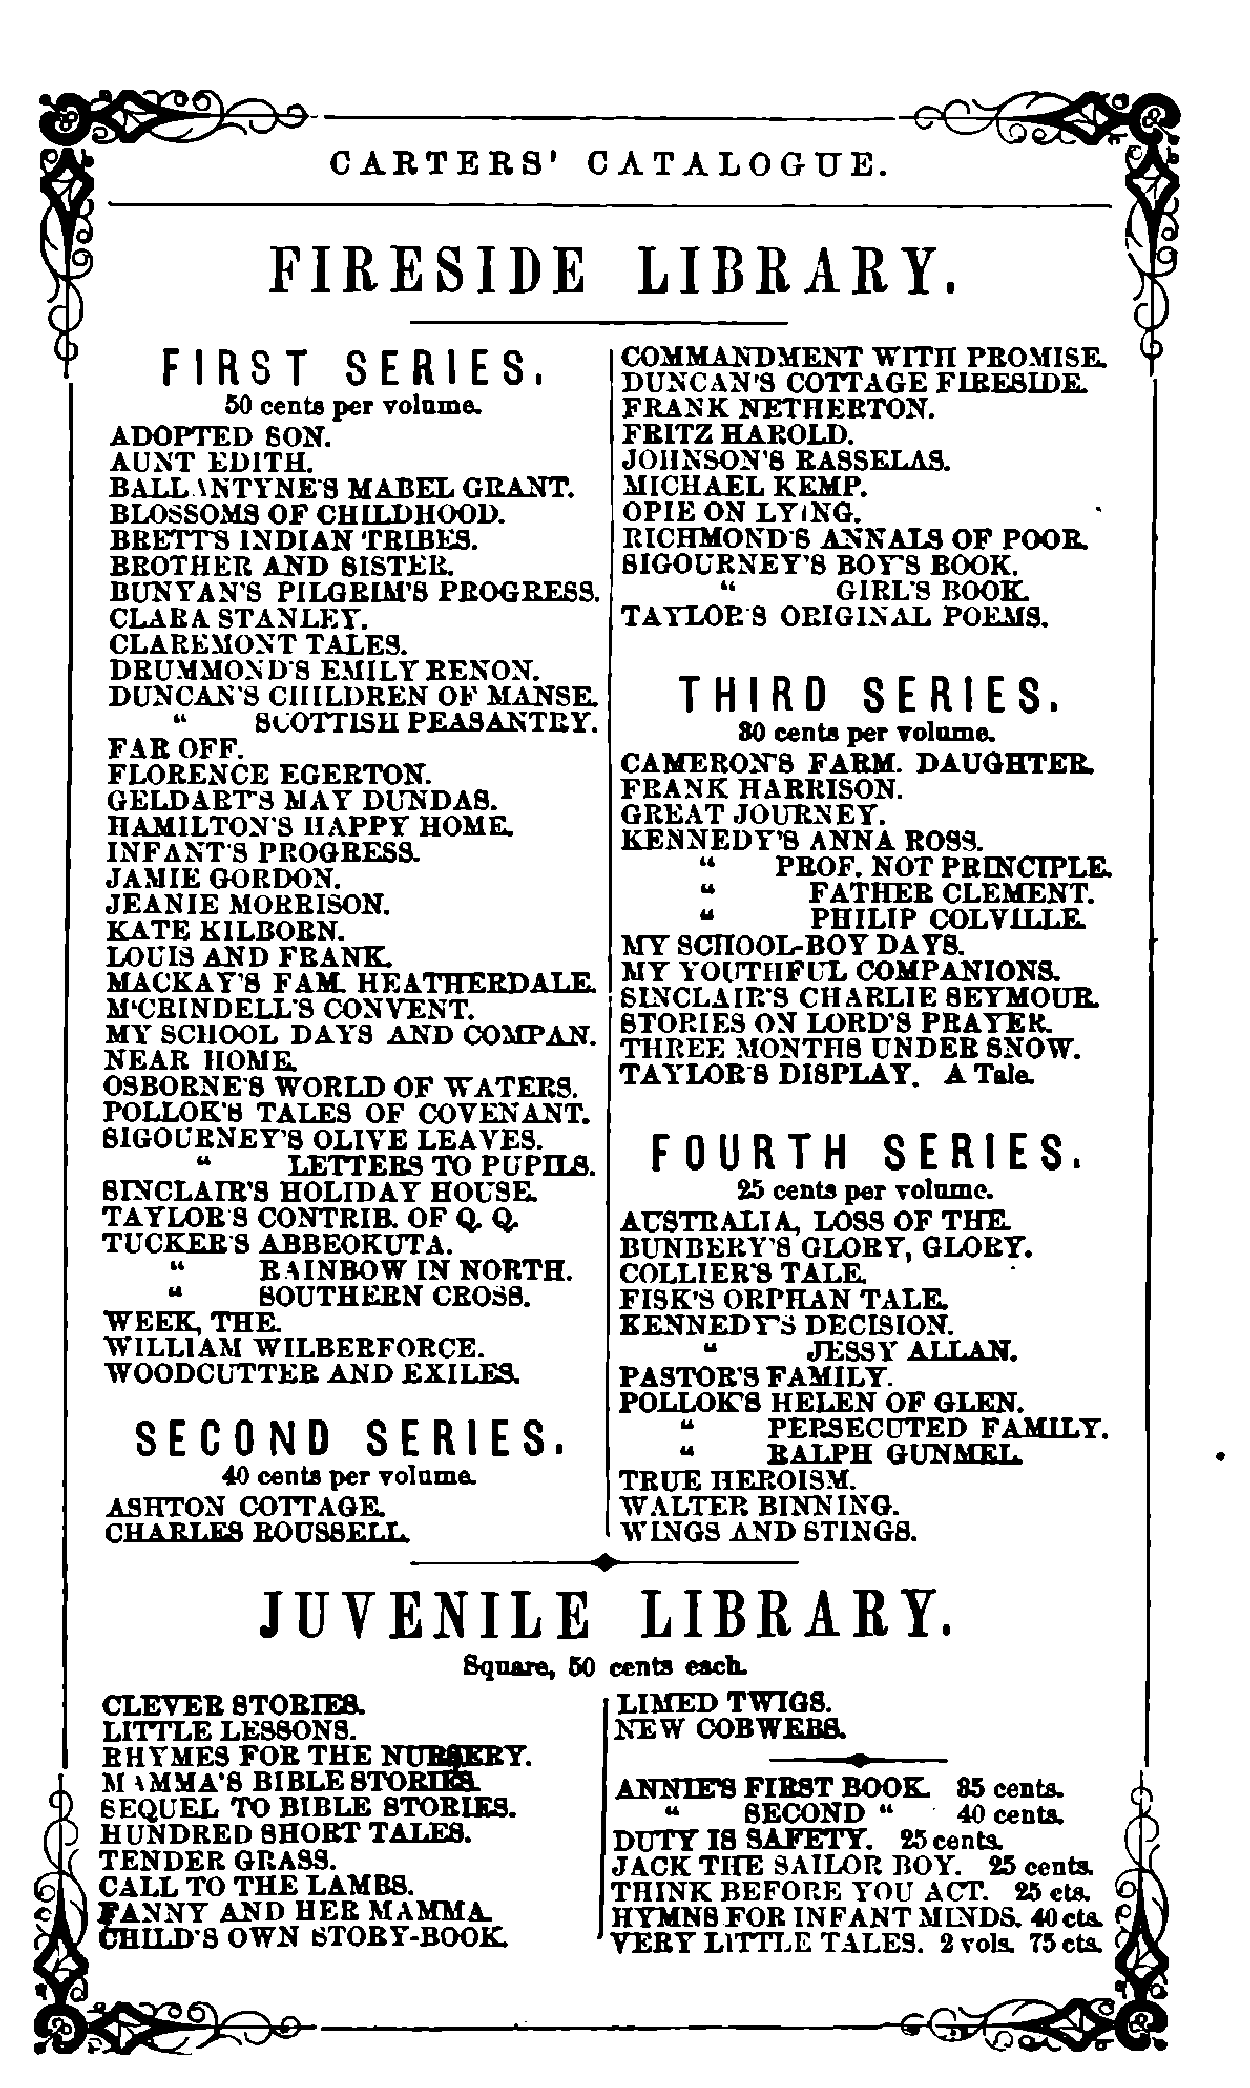 CARTERS' CATALOGUE.
FIRESIDE LIBRARY.
FIRST SERIES.
50 cents per volume.
ADOPTED SON.
AUNT EDITH.
BALLANTYNE'S MABEL GRANT.
BLOSSOMS OF CHILDHOOD.
BRETT'S INDIAN TRIBES.
BROTHER AND SISTER.
BUNYAN'S PILGRIM'S PROGRESS.
CLARA STANLEY.
CLAREMONT TALES.
DRUMMOND'S EMILY RENON.
DUNCAN'S CHILDREN OF MANSE.
" SCOTTISH PEASANTRY.
FAR OFF.
FLORENCE EGERTON.
GELDART'S MAY DUNDAS.
HAMILTON'S HAPPY HOME.
INFANT'S PROGRESS.
JAMIE GORDON.
JEANIE MORRISON.
KATE KILBORN.
LOUIS AND FRANK.
MACKAY'S FAM. HEATHERDALE.
M'CRINDELL'S CONVENT.
MY SCHOOL DAYS AND COMPAN.
NEAR HOME.
OSBORNE'S WORLD OF WATERS.
POLLOK'S TALES OF COVENANT.
SIGOURNEY'S OLIVE LEAVES.
" LETTERS TO PUPILS.
SINCLAIR'S HOLIDAY HOUSE.
TAYLOR'S CONTRIB. OF Q. Q.
TUCKER'S ABBEOKUTA.
" RAINBOW IN NORTH.
" SOUTHERN CROSS.
WEEK, THE.
WILLIAM WILBERFORCE.
WOODCUTTER AND EXILES.
SECOND SERIES.
40 cents per volume.
ASHTON COTTAGE.
CHARLES ROUSSELL.
COMMANDMENT WITH PROMISE.
DUNCAN'S COTTAGE FIRESIDE.
FRANK NETHERTON.
FRITZ HAROLD.
JOHNSON'S RASSELAS.
MICHAEL KEMP.
OPIE ON LYING.
RICHMOND'S ANNALS OF POOR.
SIGOURNEY'S BOY'S BOOK.
" GIRL'S BOOK.
TAYLOR'S ORIGINAL POEMS.
THIRD SERIES.
30 cents per volume.
CAMERON'S FARM. DAUGHTER.
FRANK HARRISON.
GREAT JOURNEY.
KENNEDY'S ANNA ROSS.
" PROF. NOT PRINCIPLE.
" FATHER CLEMENT.
" PHILIP COLVILLE.
MY SCHOOL-BOY DAYS.
MY YOUTHFUL COMPANIONS.
SINCLAIR'S CHARLIE SEYMOUR.
STORIES ON LORD'S PRAYER.
THREE MONTHS UNDER SNOW.
TAYLOR'S DISPLAY. A Tale.
FOURTH SERIES.
25 cents per volume.
AUSTRALIA, LOSS OF THE.
BUNBERY'S GLORY, GLORY.
COLLIER'S TALE.
FISK'S ORPHAN TALE.
KENNEDY'S DECISION.
" JESSY ALLAN.
PASTOR'S FAMILY.
POLLOK'S HELEN OF GLEN.
" PERSECUTED FAMILY.
" RALPH GUNMEL.
TRUE HEROISM.
WALTER BINNING.
WINGS AND STINGS.
JUVENILE LIBRARY.
Square, 50 cents each.
CLEVER STORIES.
LITTLE LESSONS.
RHYMES FOR THE NURSERY.
MAMMA'S BIBLE STORIES.
SEQUEL TO BIBLE STORIES.
HUNDRED SHORT TALES.
TENDER GRASS.
CALL TO THE LAMBS.
FANNY AND HER MAMMA.
CHILD'S OWN STORY-BOOK.
LIMED TWIGS.
NEW COBWEBS.
ANNIE'S FIRST BOOK. 35 cents.
" SECOND " 40 cents.
DUTY IS SAFETY. 25 cents.
JACK THE SAILOR BOY. 25 cents.
THINK BEFORE YOU ACT. 25 cts.
HYMNS FOR INFANT MINDS. 40 cts.
VERY LITTLE TALES. 2 vols. 75 cts.